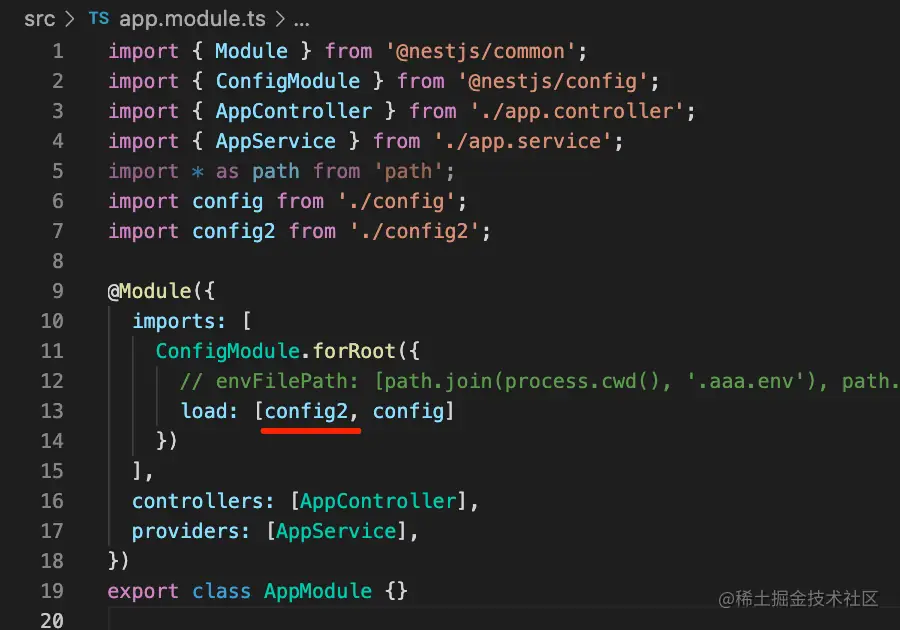 src > TS app.module.ts > ...
1 import { Module } from '@nestjs/common';
2 import { ConfigModule } from '@nestjs/config';
3 import { AppController } from './app.controller';
4 import { AppService } from './app.service';
5 import * as path from 'path';
6 import config from './config';
7 import config2 from './config2';
8
9 @Module({
10   imports: [
11     ConfigModule.forRoot({
12       // envFilePath: [path.join(process.cwd(), '.aaa.env'), path.
13       load: [config2, config]
14     })
15   ],
16   controllers: [AppController],
17   providers: [AppService],
18 })
19 export class AppModule {}
20
@稀土掘金技术社区